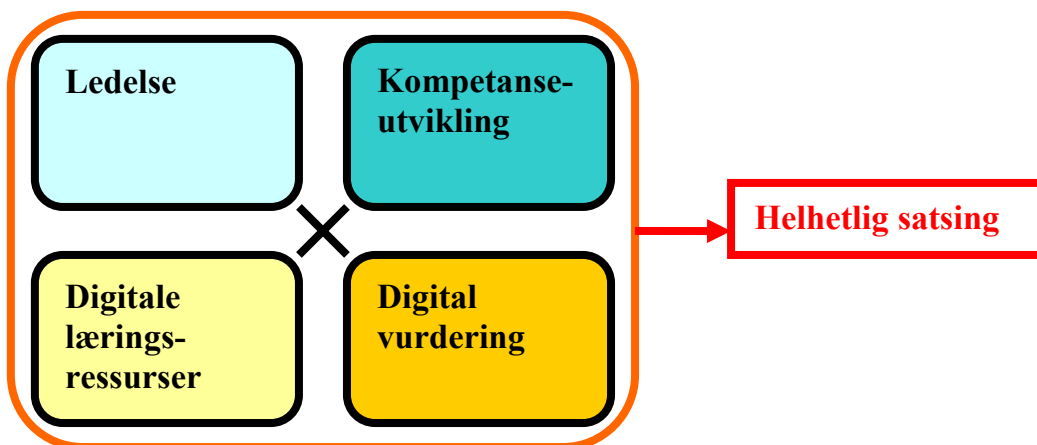 Ledelse
Kompetanse-
utvikling
Helhetlig satsing
Digitale
lærings-
ressurser
Digital
vurdering